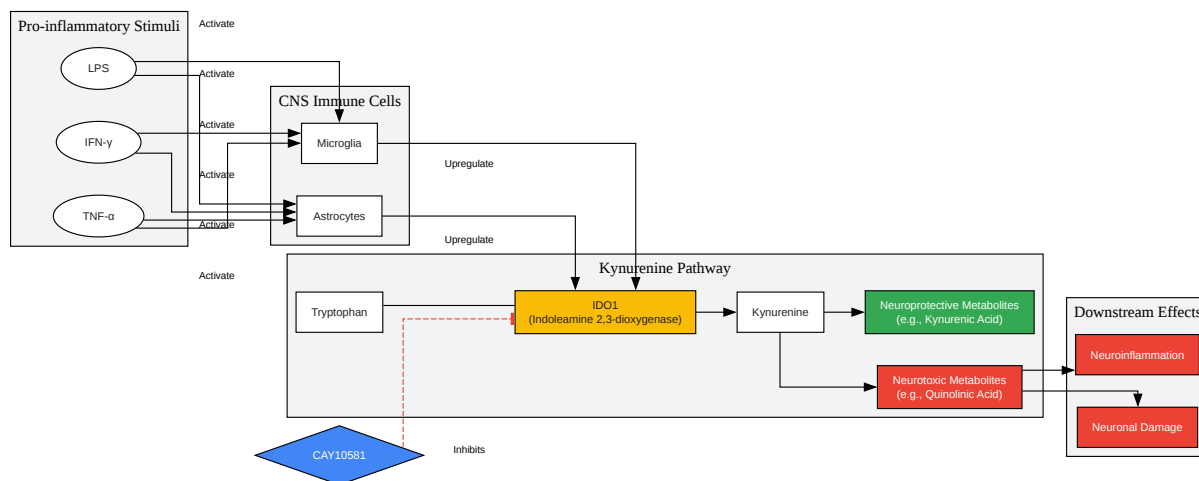 Pro-inflammatory Stimuli
LPS
IFN-γ
TNF-α
Activate
Activate
Activate
Activate
Activate
Activate
CNS Immune Cells
Microglia
Astrocytes
Upregulate
Upregulate
Kynurenine Pathway
Tryptophan
IDO1
(Indoleamine 2,3-dioxygenase)
Kynurenine
Neuroprotective Metabolites
(e.g., Kynurenic Acid)
Neurotoxic Metabolites
(e.g., Quinolinic Acid)
Downstream Effects
Neuroinflammation
Neuronal Damage
CAY10581
Inhibits